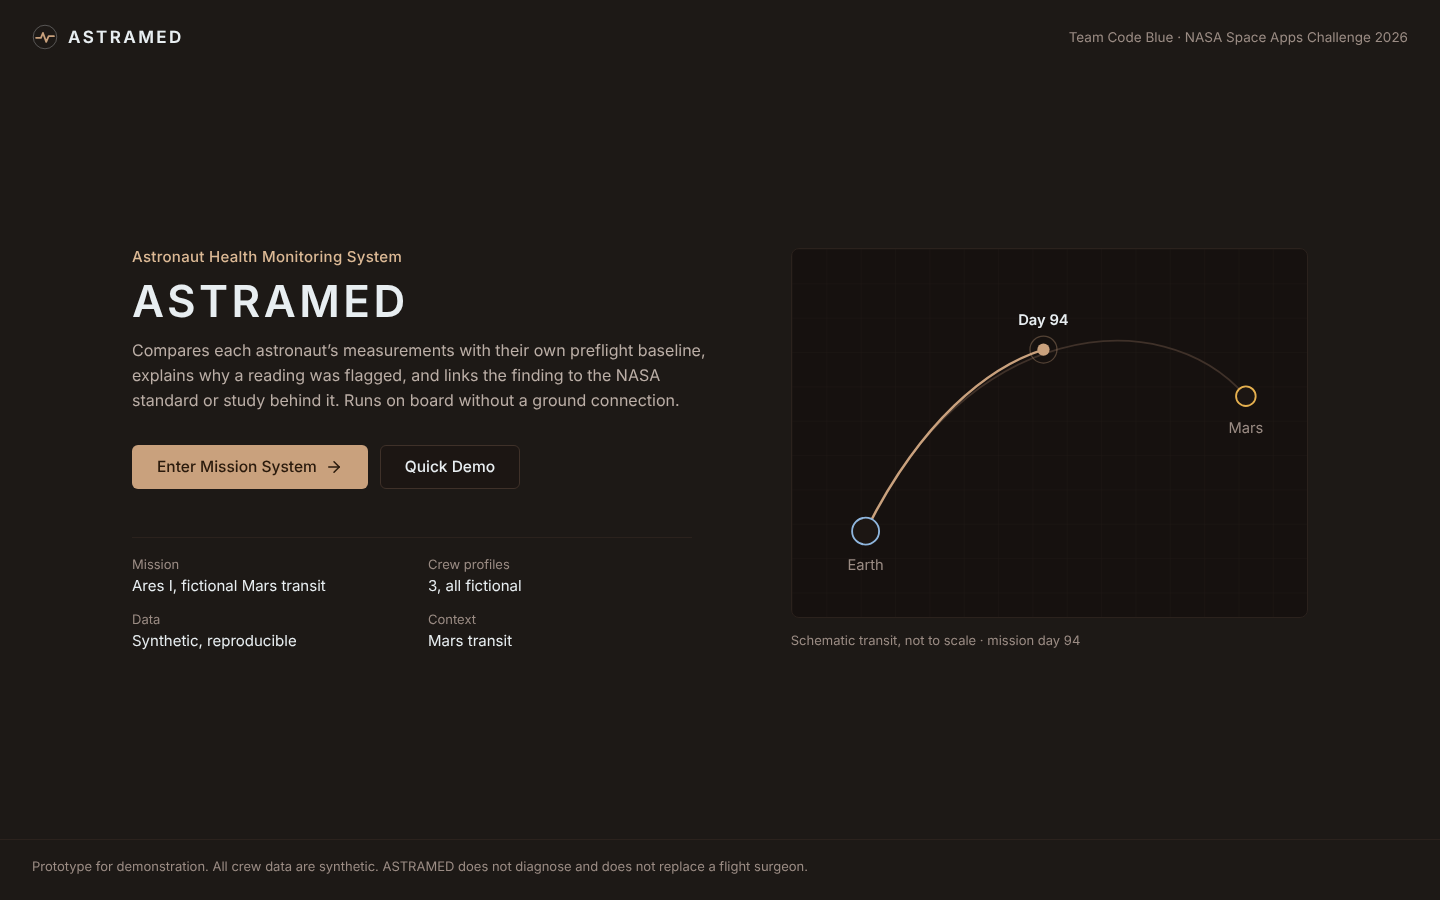 ASTRAMED
Team Code Blue · NASA Space Apps Challenge 2026
Astronaut Health Monitoring System
ASTRAMED
Compares each astronaut’s measurements with their own preflight baseline,
explains why a reading was flagged, and links the finding to the NASA
standard or study behind it. Runs on board without a ground connection.
Enter Mission System →
Quick Demo
Mission
Ares I, fictional Mars transit
Crew profiles
3, all fictional
Data
Synthetic, reproducible
Context
Mars transit
Day 94
Mars
Earth
Schematic transit, not to scale · mission day 94
Prototype for demonstration. All crew data are synthetic. ASTRAMED does not diagnose and does not replace a flight surgeon.